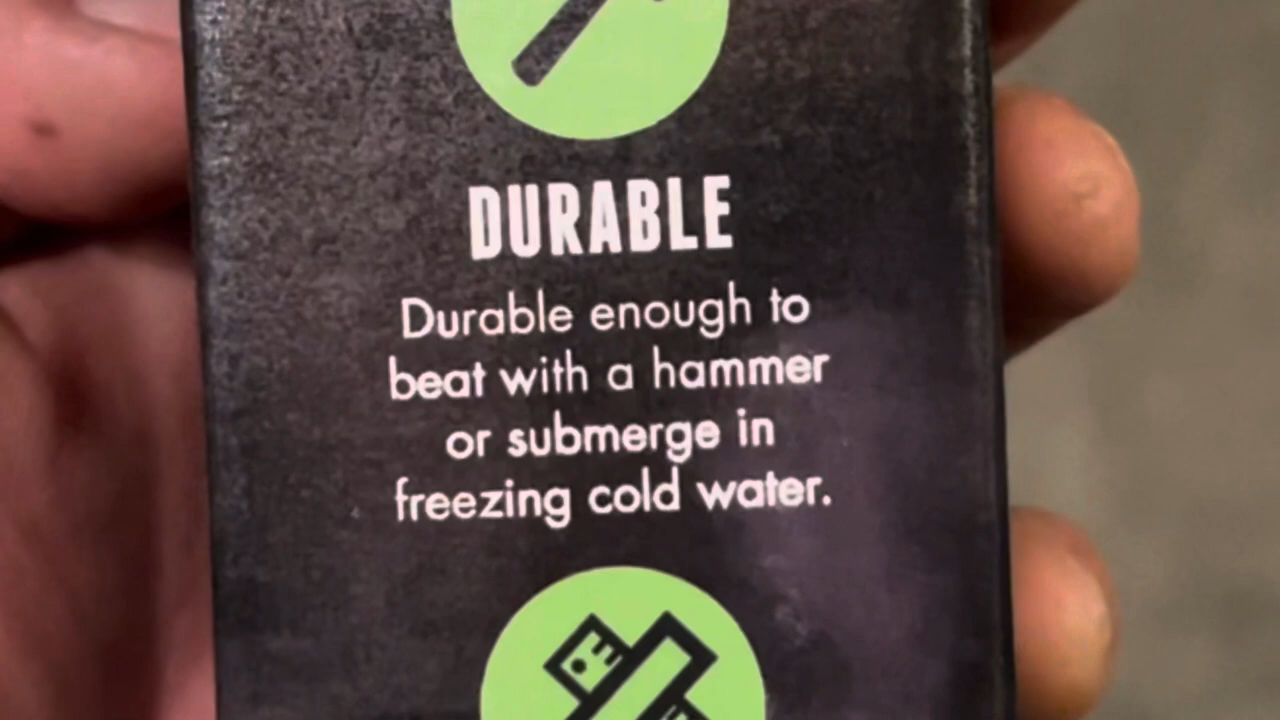 DURABLE
Durable enough to
beat with a hammer
or submerge in
freezing cold water.